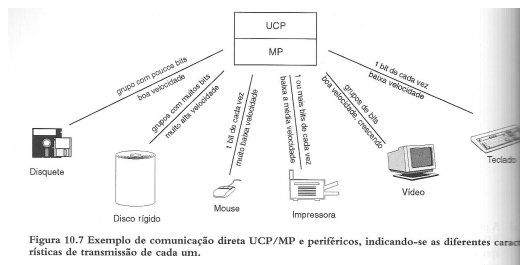 UCP
MP
grupo com poucos bits
boa velocidade
grupos com muitos bits
muito alta velocidade
1 bit de cada vez
muito baixa velocidade
1 ou mais bits de cada vez
baixa a média velocidade
grupos de bits
boa velocidade, crescendo
1 bit de cada vez
baixa velocidade
Disquete
Disco rígido
Mouse
Impressora
Vídeo
Teclado
Figura 10.7 Exemplo de comunicação direta UCP/MP e periféricos, indicando-se as diferentes carac
rísticas de transmissão de cada um.